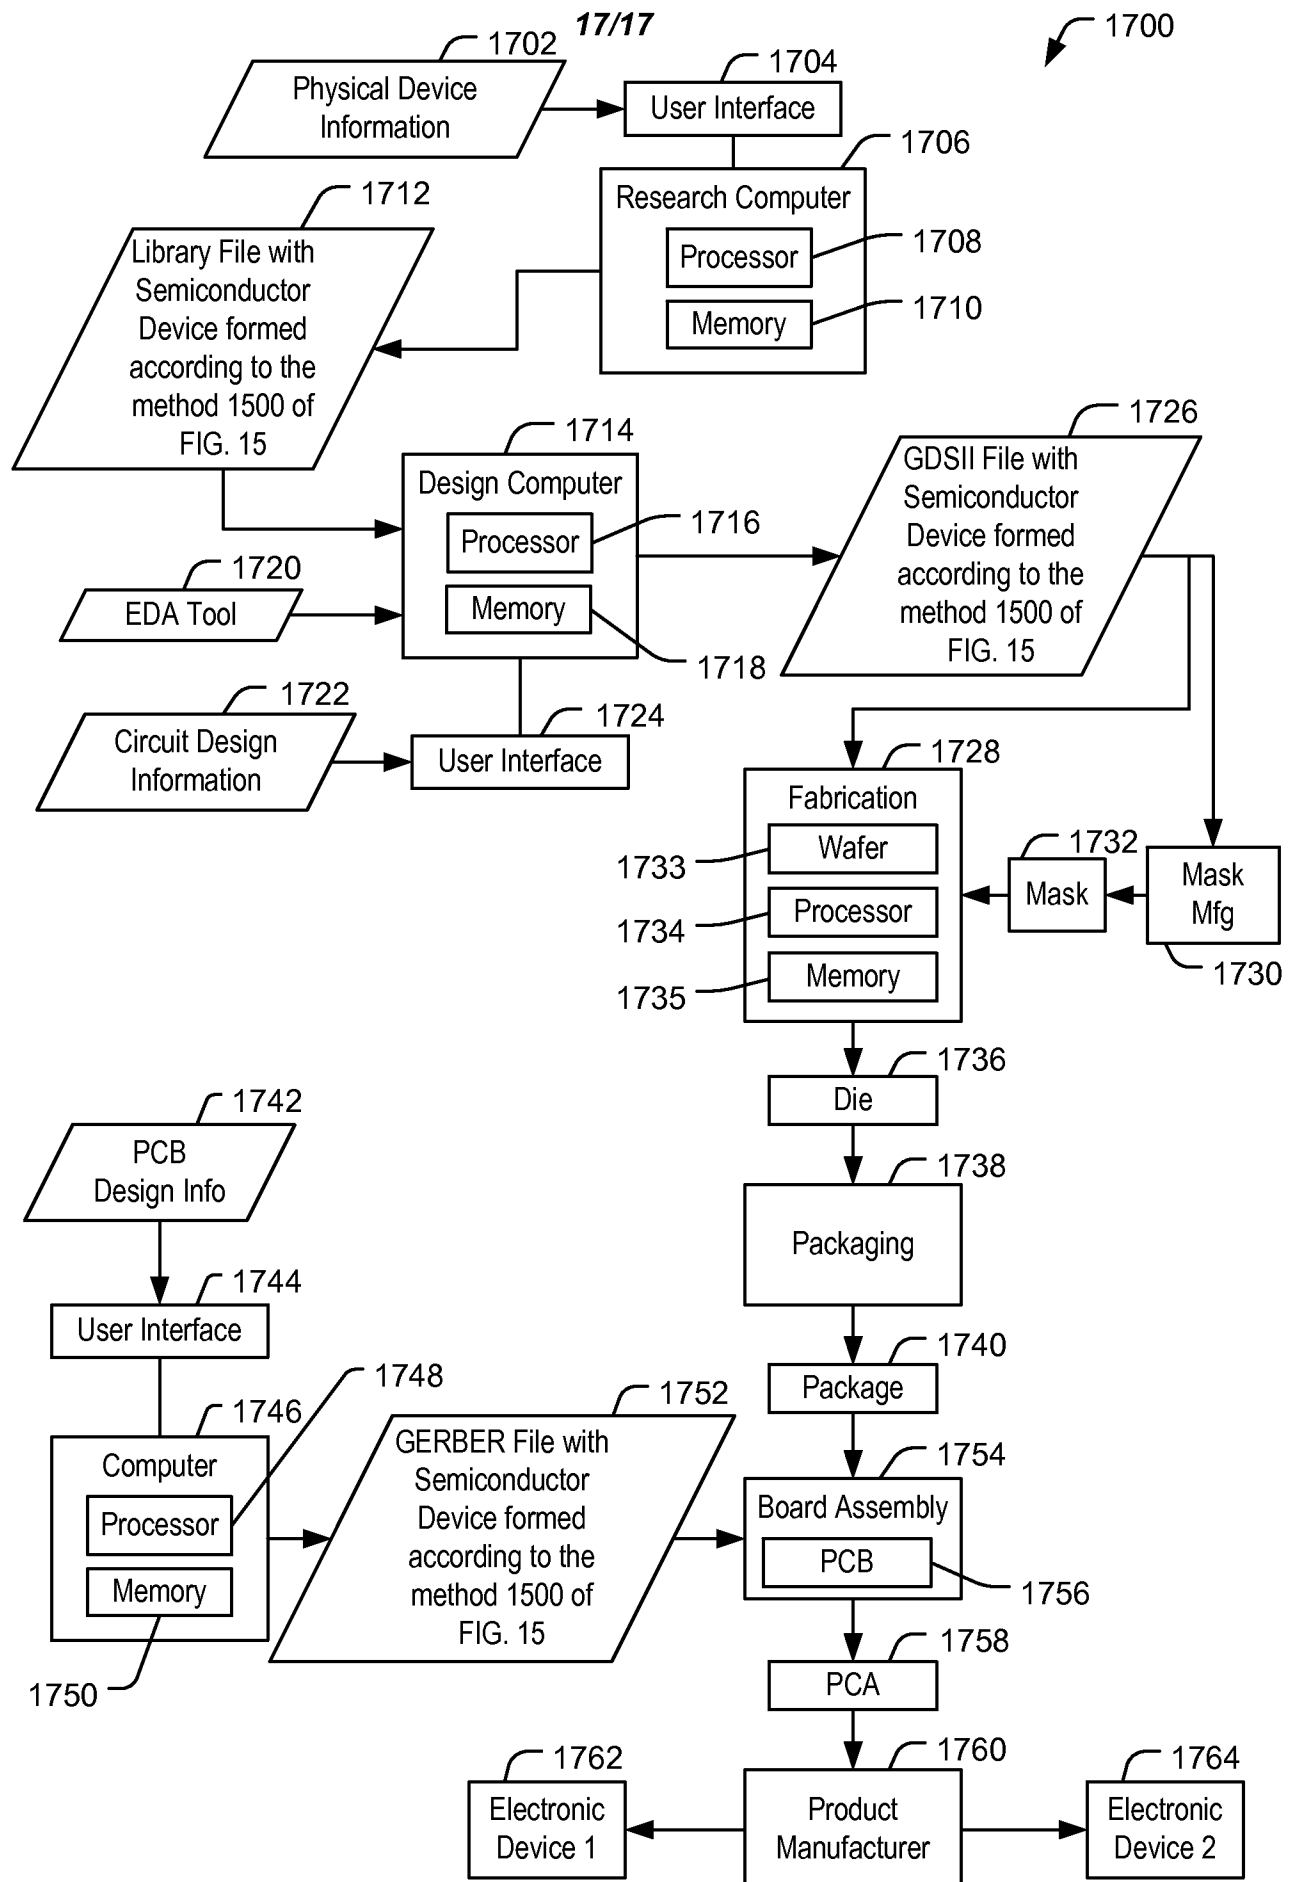 17/17
1700
1702
Physical Device
Information
1704
User Interface
1706
Research Computer
1708
Processor
1710
Memory
1712
Library File with
Semiconductor
Device formed
according to the
method 1500 of
FIG. 15
1714
Design Computer
1716
Processor
Memory
1718
1720
EDA Tool
1722
Circuit Design
Information
1724
User Interface
1726
GDSII File with
Semiconductor
Device formed
according to the
method 1500 of
FIG. 15
1728
Fabrication
Wafer
1733
Processor
1734
Memory
1735
1732
Mask
Mask
Mfg
1730
1736
Die
1738
Packaging
1740
Package
1742
PCB
Design Info
1744
User Interface
1746
Computer
1748
Processor
Memory
1750
1752
GERBER File with
Semiconductor
Device formed
according to the
method 1500 of
FIG. 15
1754
Board Assembly
PCB
1756
1758
PCA
1760
Product
Manufacturer
1762
Electronic
Device 1
1764
Electronic
Device 2